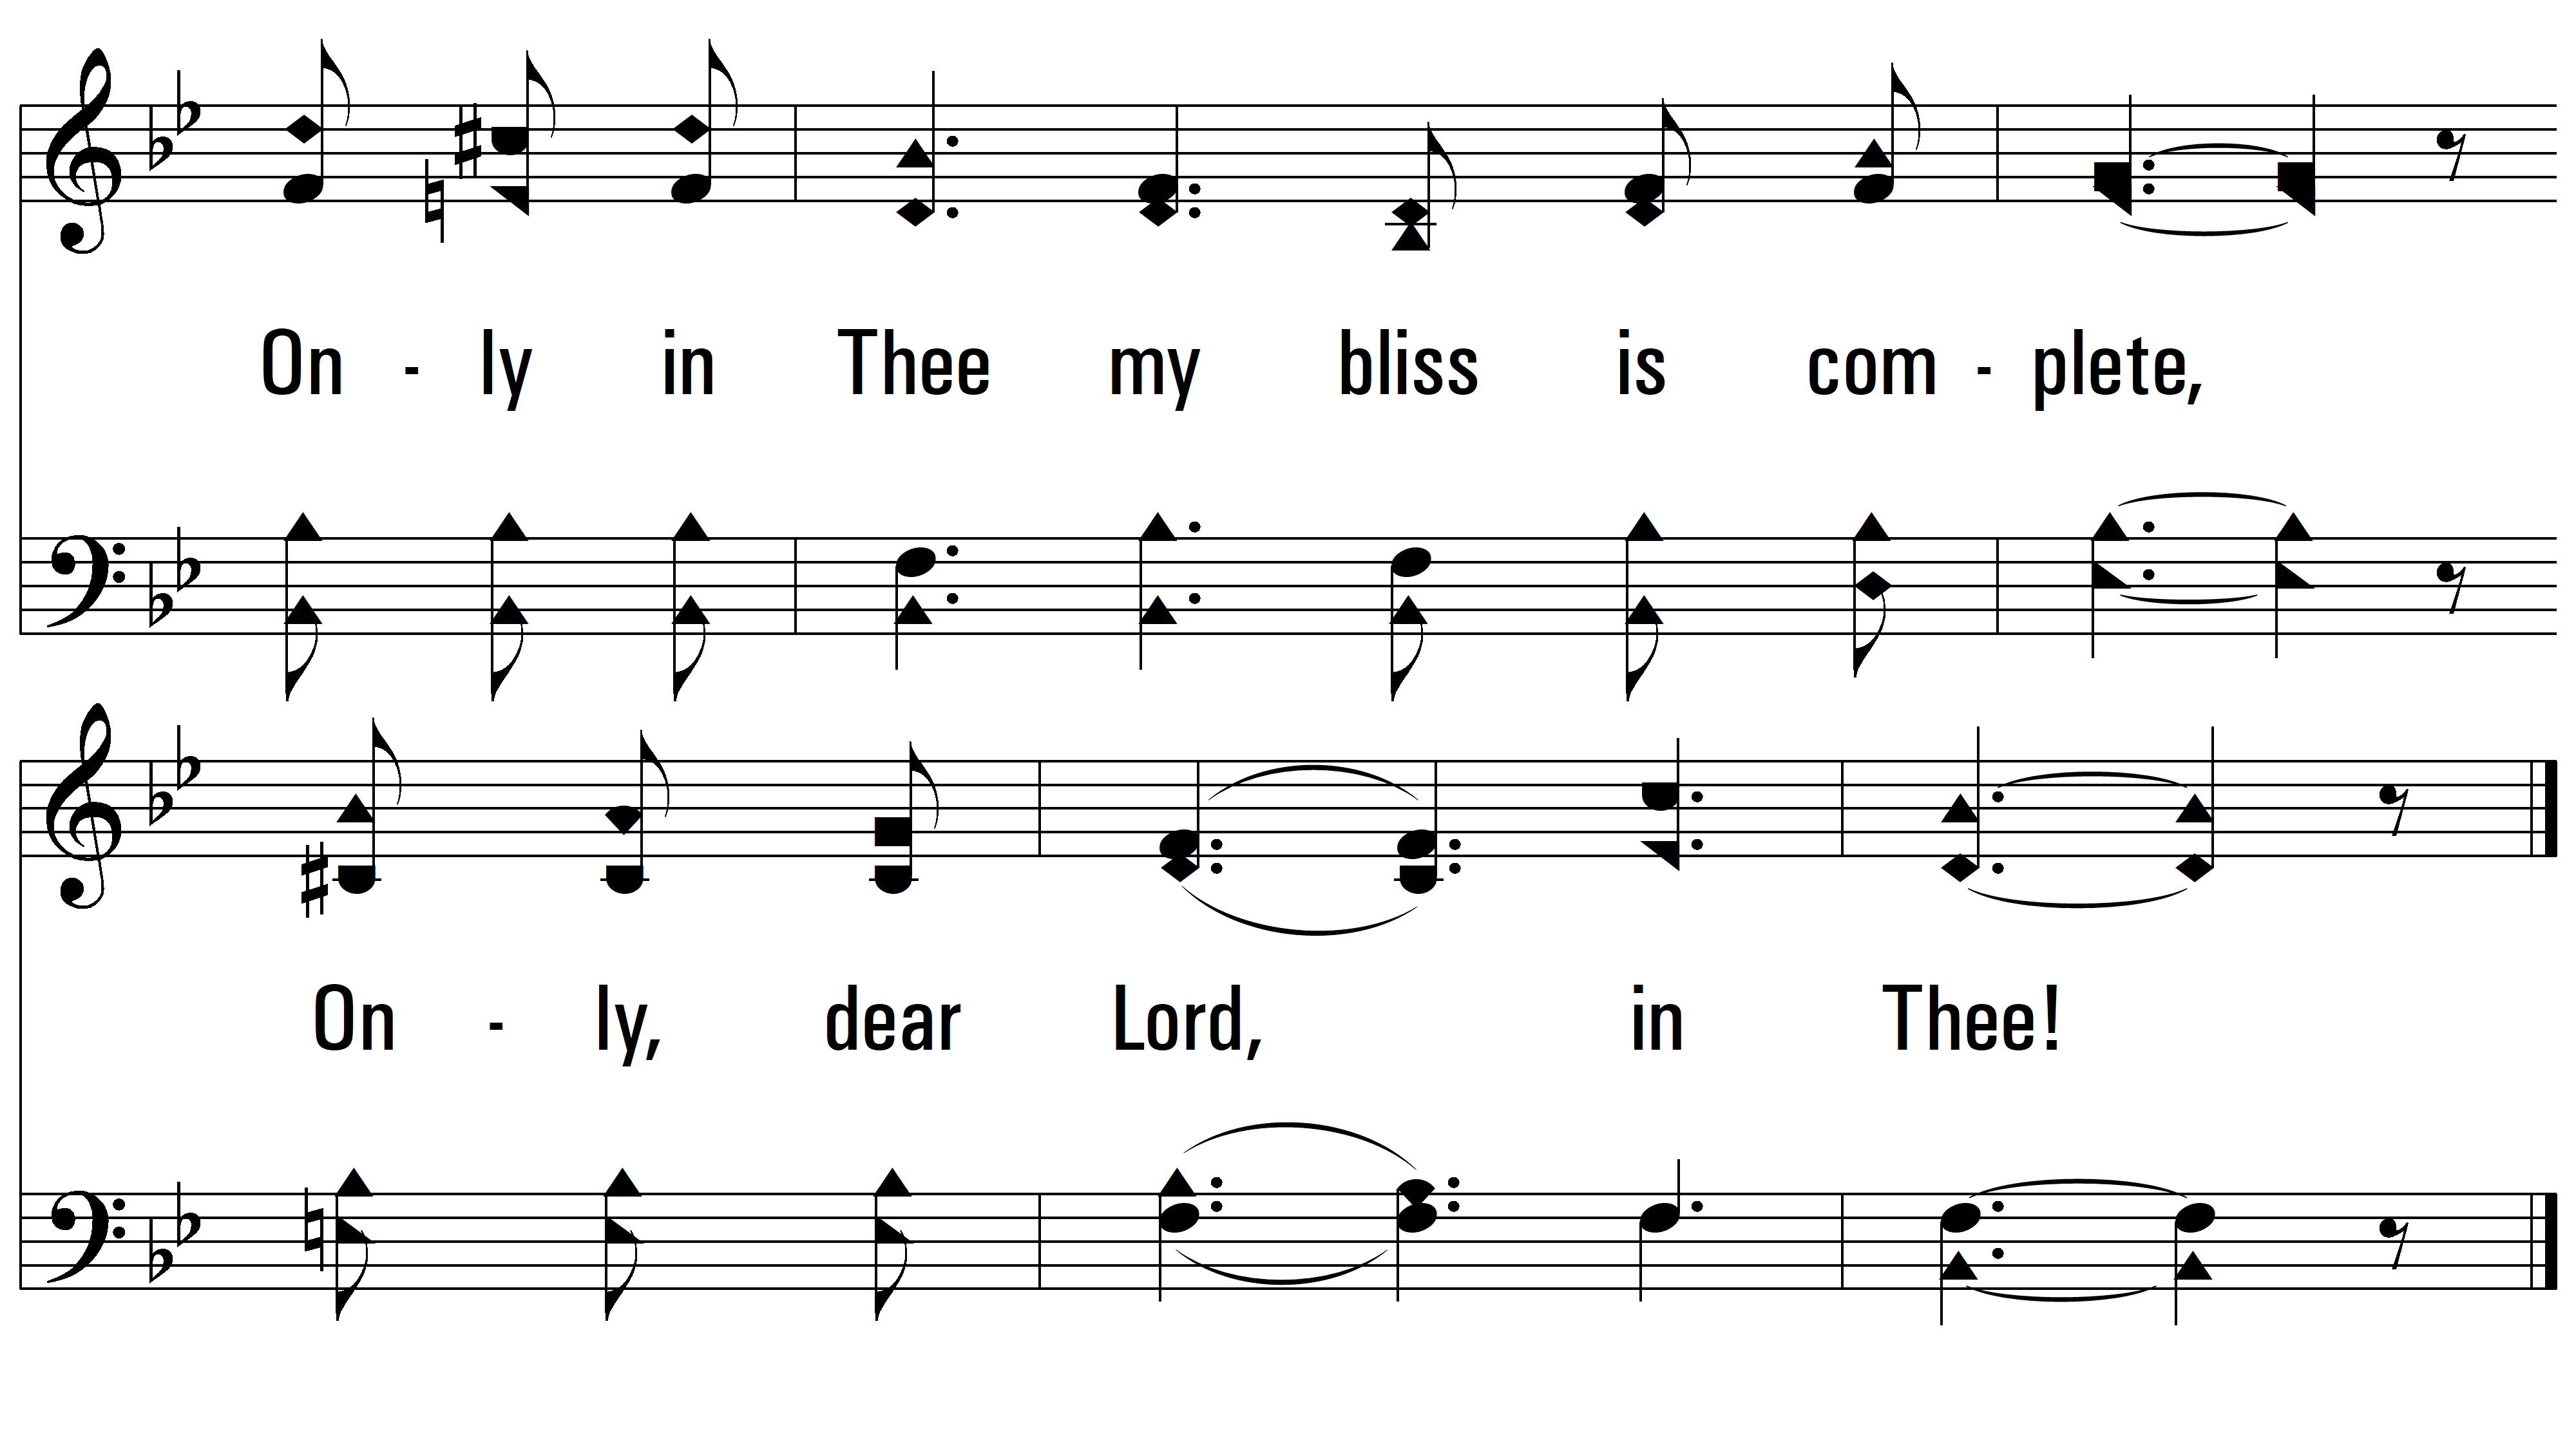 On - ly in Thee my bliss is com - plete,
On - ly, dear Lord, in Thee!